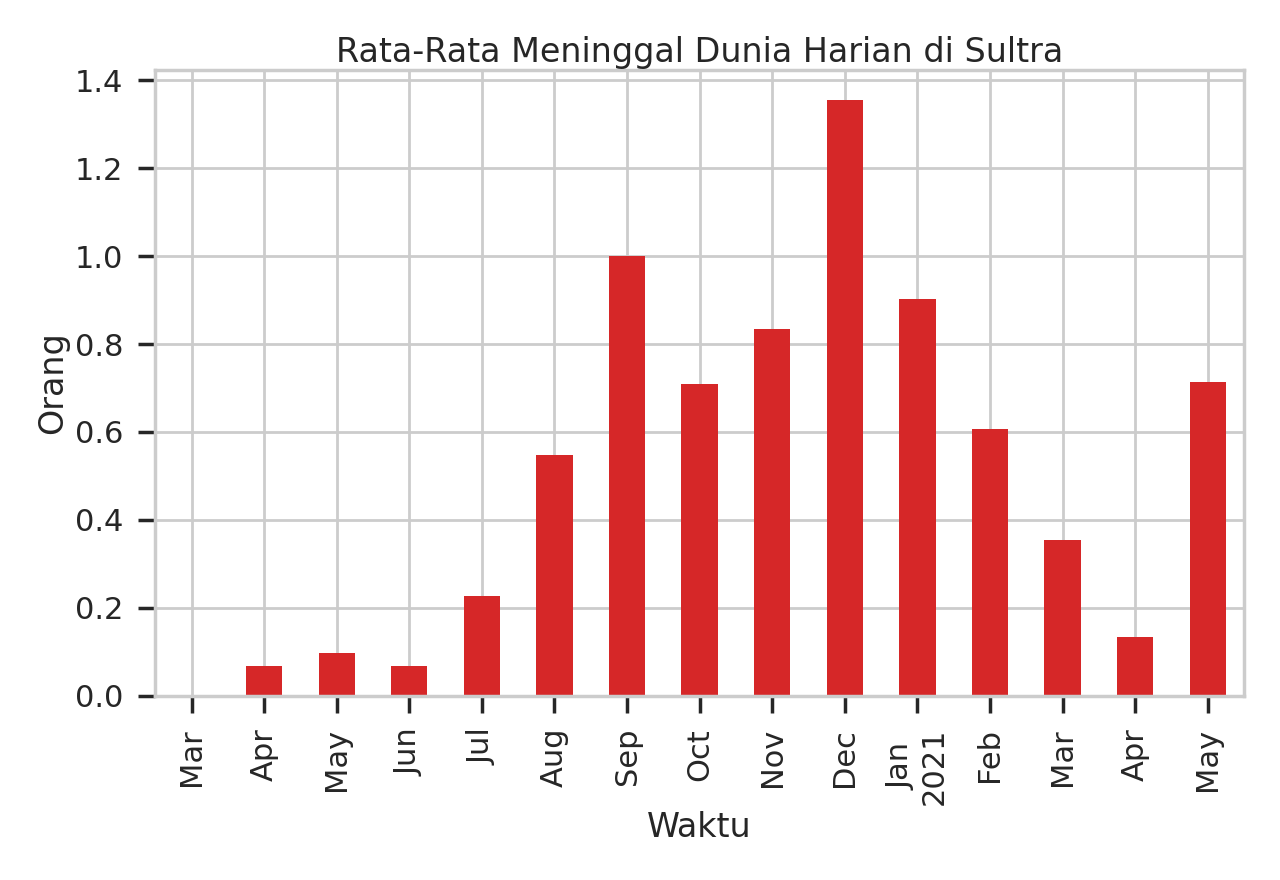 Rata-Rata Meninggal Dunia Harian di Sultra
1.4
1.2
1.0
0.8
0.6
0.4
0.2
0.0
Orang
Mar
Apr
May
Jun
Jul
Aug
Sep
Oct
Nov
Dec
Jan
2021
Feb
Mar
Apr
May
Waktu